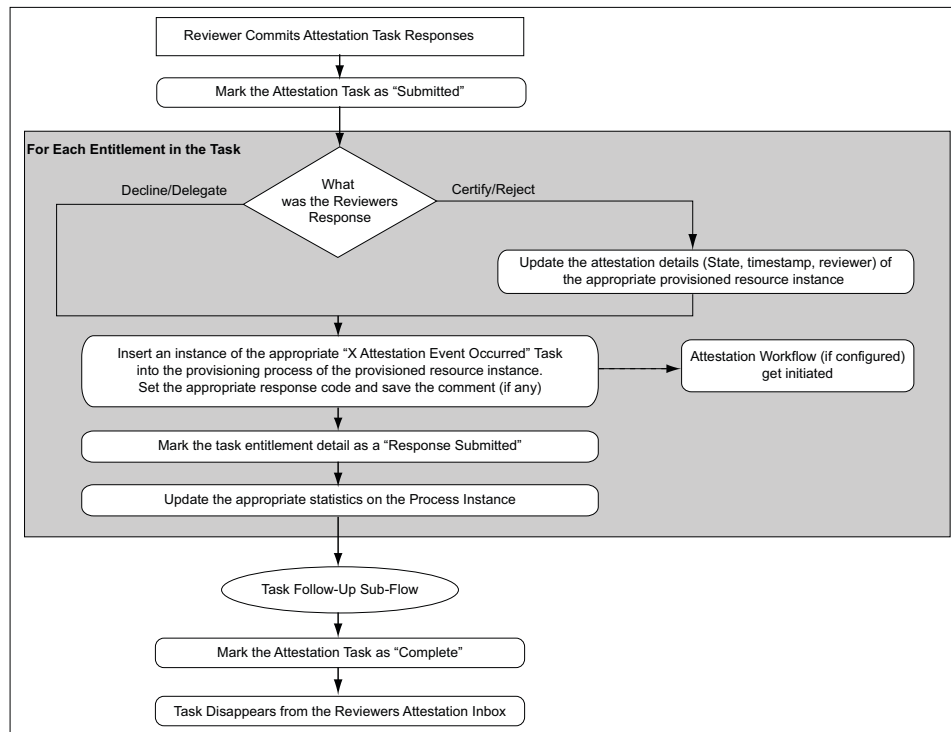 Reviewer Commits Attestation Task Responses
Mark the Attestation Task as “Submitted”
For Each Entitlement in the Task
Decline/Delegate
What
was the Reviewers
Response
Certify/Reject
Update the attestation details (State, timestamp, reviewer) of
the appropriate provisioned resource instance
Insert an instance of the appropriate “X Attestation Event Occurred” Task
into the provisioning process of the provisioned resource instance.
Set the appropriate response code and save the comment (if any)
Attestation Workflow (if configured)
get initiated
Mark the task entitlement detail as a “Response Submitted”
Update the appropriate statistics on the Process Instance
Task Follow-Up Sub-Flow
Mark the Attestation Task as “Complete”
Task Disappears from the Reviewers Attestation Inbox